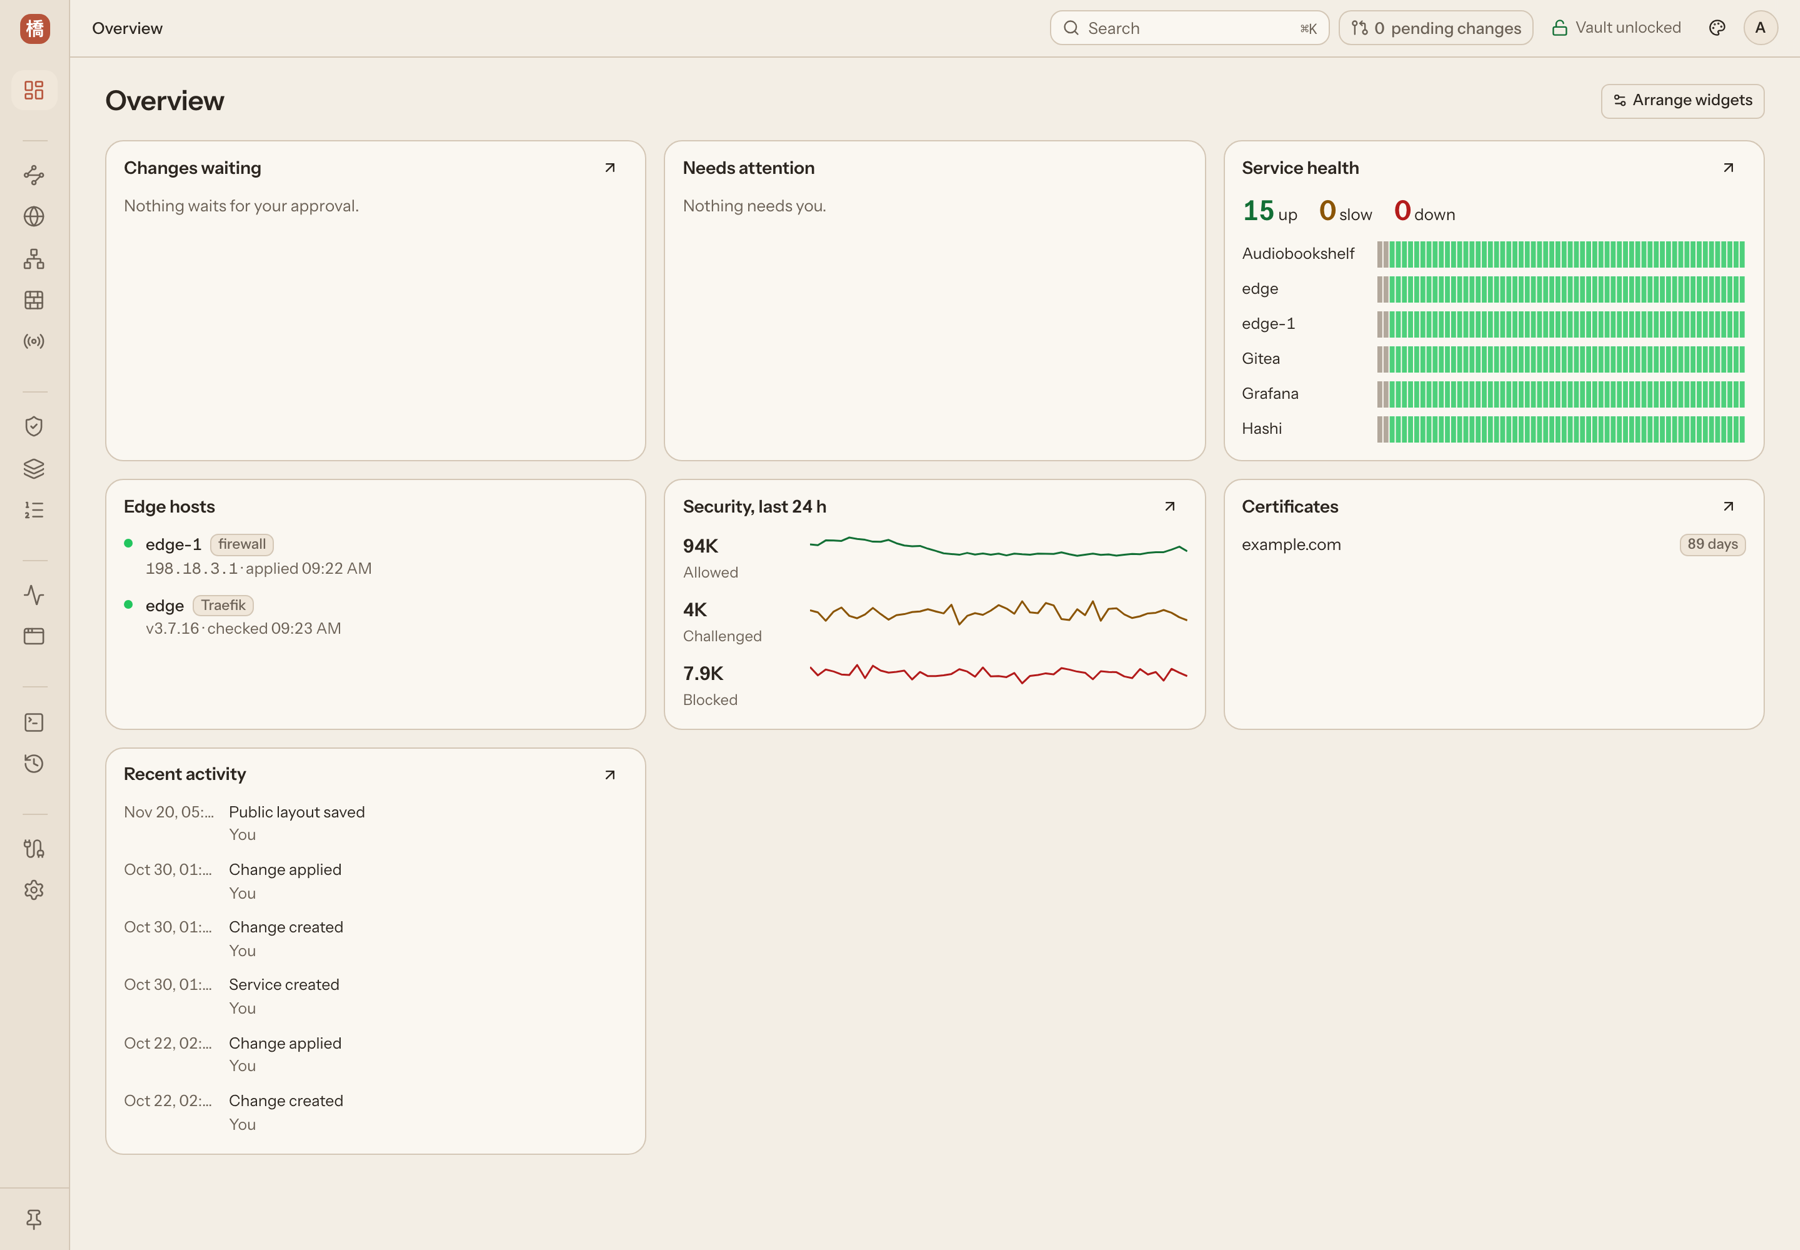 橋
Overview
Search
⌘K
0 pending changes
Vault unlocked
A
Overview
Arrange widgets
Changes waiting
Nothing waits for your approval.
Needs attention
Nothing needs you.
Service health
15 up 0 slow 0 down
Audiobookshelf
edge
edge-1
Gitea
Grafana
Hashi
Edge hosts
edge-1 firewall
198.18.3.1 · applied 09:22 AM
edge Traefik
v3.7.16 · checked 09:23 AM
Security, last 24 h
94K
Allowed
4K
Challenged
7.9K
Blocked
Certificates
example.com 89 days
Recent activity
Nov 20, 05:... Public layout saved
You
Oct 30, 01:... Change applied
You
Oct 30, 01:... Change created
You
Oct 30, 01:... Service created
You
Oct 22, 02:... Change applied
You
Oct 22, 02:... Change created
You